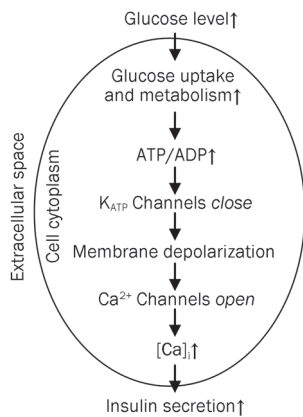 Glucose level↑
Glucose uptake
and metabolism↑
ATP/ADP↑
K_ATP Channels close
Membrane depolarization
Ca²⁺ Channels open
[Ca]ᵢ↑
Insulin secretion↑
Extracellular space
Cell cytoplasm